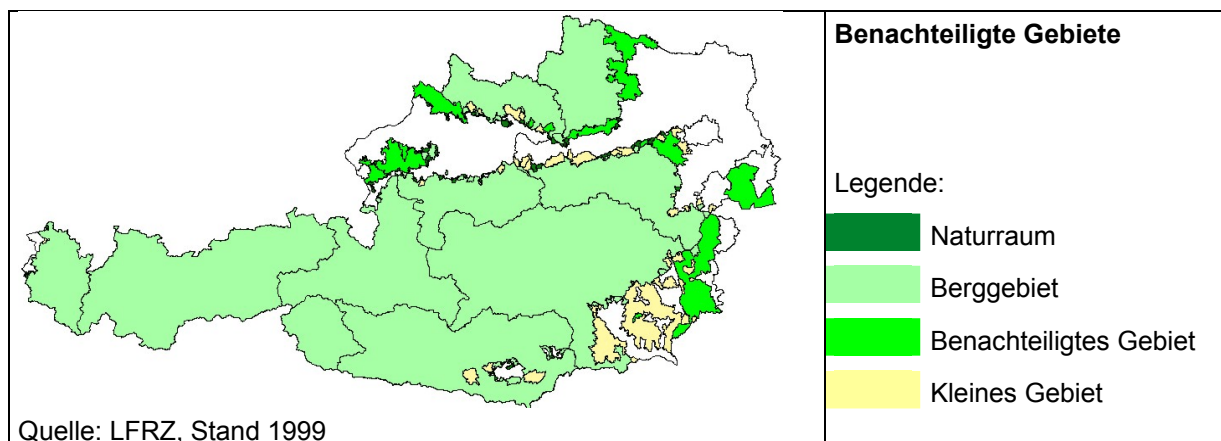 Benachteiligte Gebiete
Legende:
Naturraum
Berggebiet
Benachteiligtes Gebiet
Kleines Gebiet
Quelle: LFRZ, Stand 1999